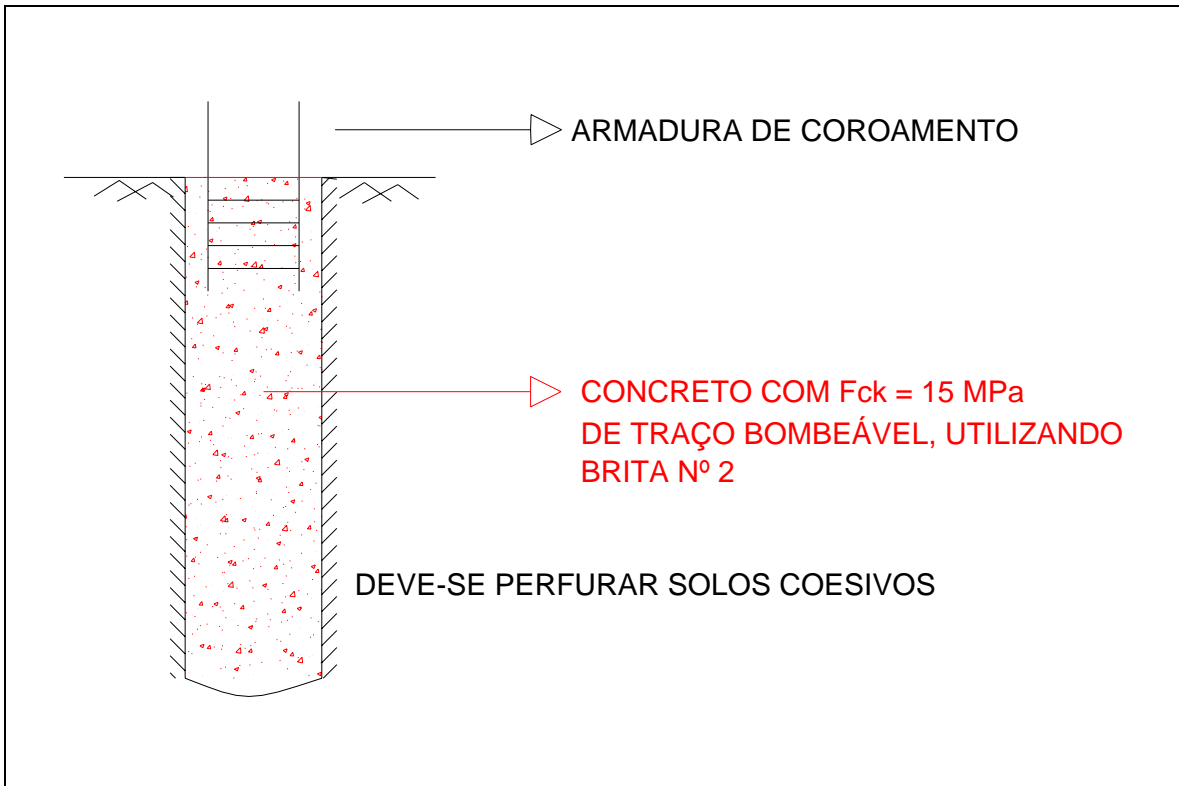 ARMADURA DE COROAMENTO
CONCRETO COM Fck = 15 MPa
DE TRAÇO BOMBEÁVEL, UTILIZANDO
BRITA Nº 2
DEVE-SE PERFURAR SOLOS COESIVOS